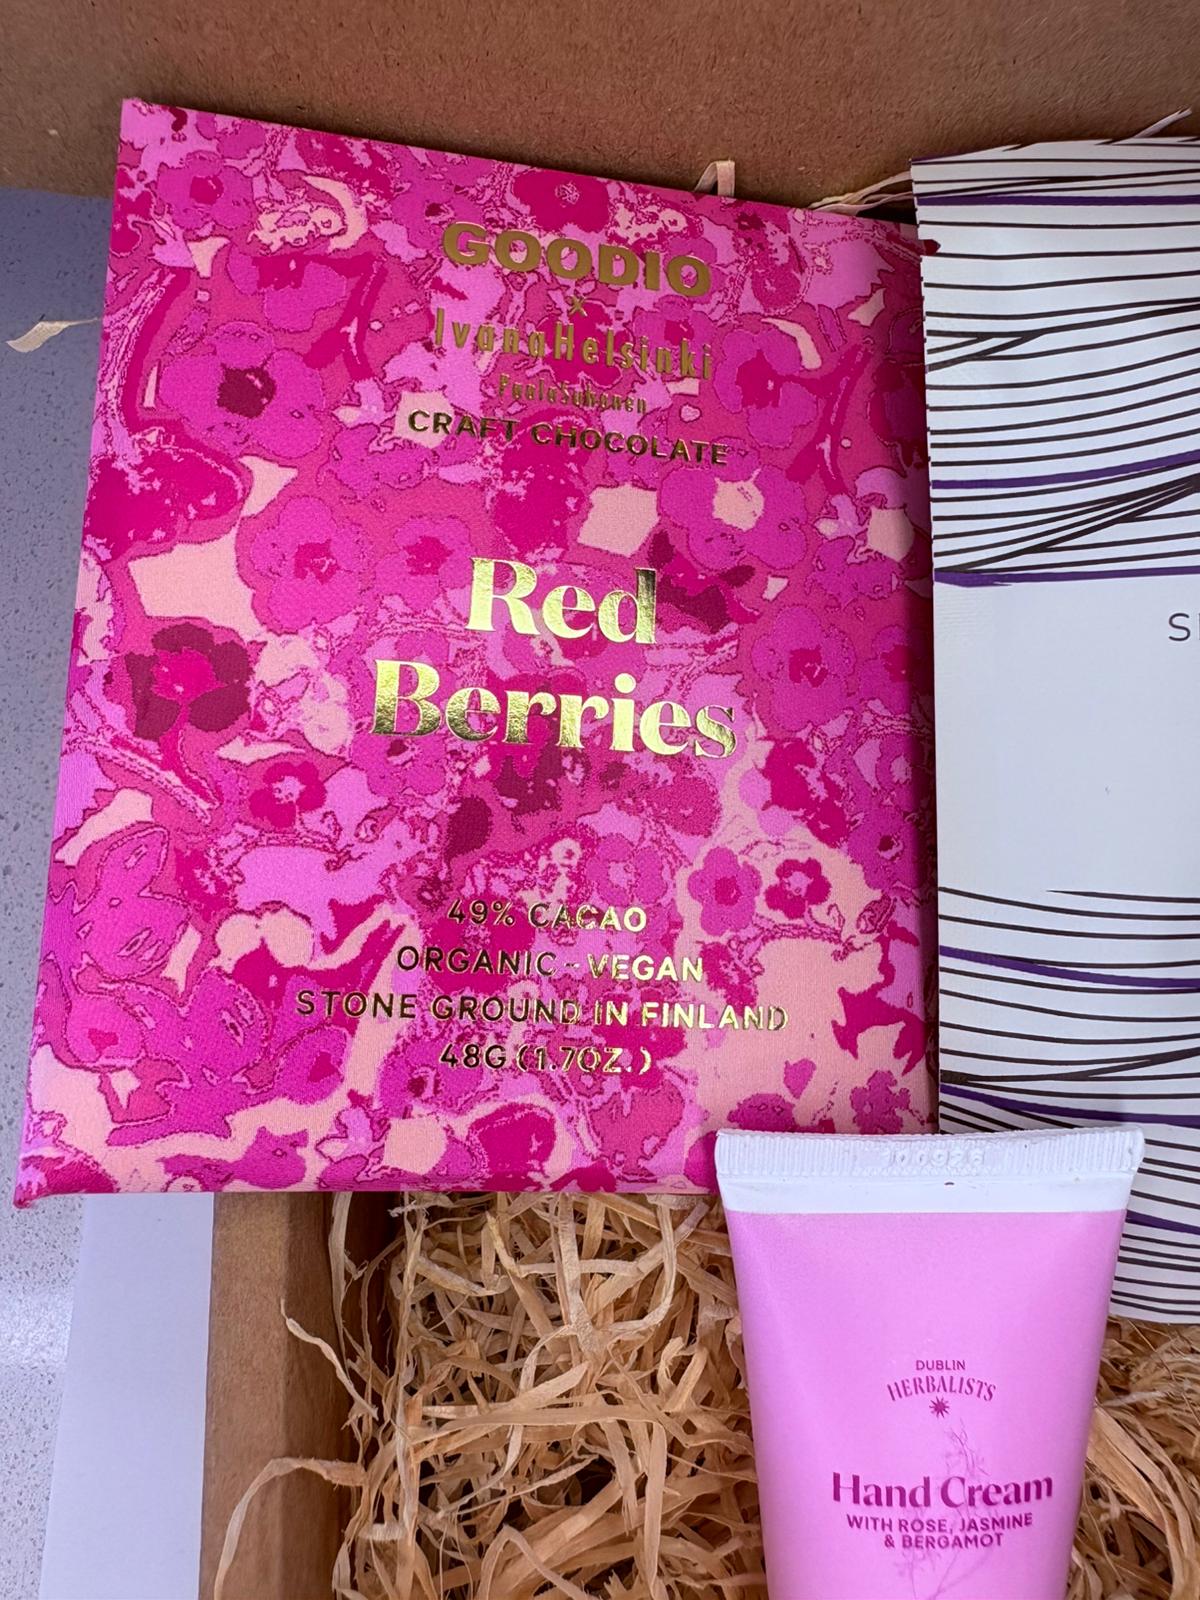 GOODIO
x
IvanaHelsinki
PaolaSuhonen
CRAFT CHOCOLATE
Red
Berries
49% CACAO
ORGANIC - VEGAN
STONE GROUND IN FINLAND
48G (1.7OZ.)
DUBLIN
HERBALISTS
Hand Cream
WITH ROSE, JASMINE
& BERGAMOT